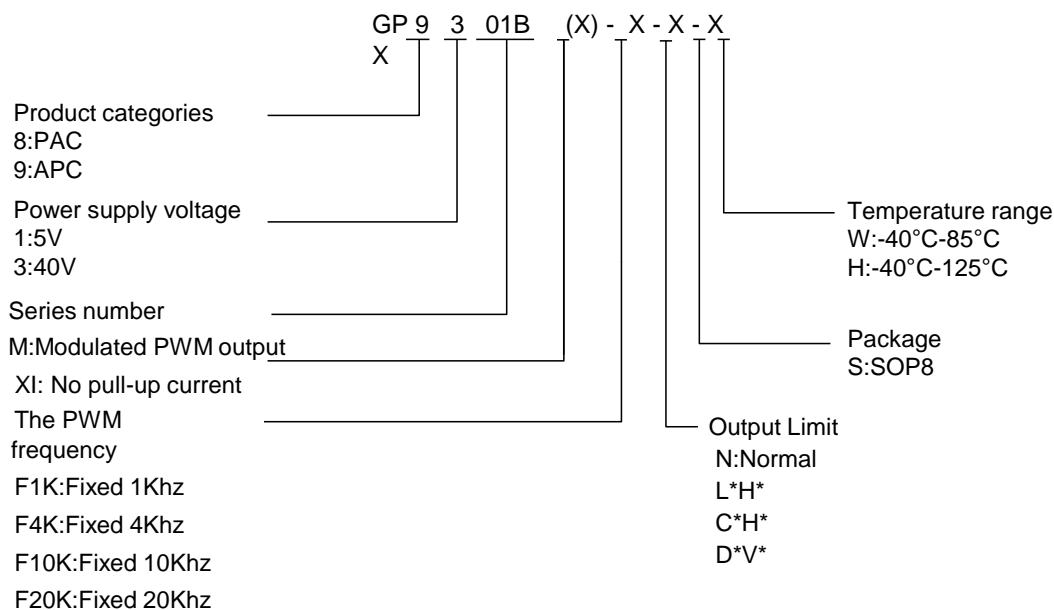 GP 9 3 01B (X) - X - X - X
X
Product categories
8:PAC
9:APC
Power supply voltage
1:5V
3:40V
Series number
M:Modulated PWM output
XI: No pull-up current
The PWM
frequency
F1K:Fixed 1Khz
F4K:Fixed 4Khz
F10K:Fixed 10Khz
F20K:Fixed 20Khz
Temperature range
W:-40°C-85°C
H:-40°C-125°C
Package
S:SOP8
Output Limit
N:Normal
L*H*
C*H*
D*V*